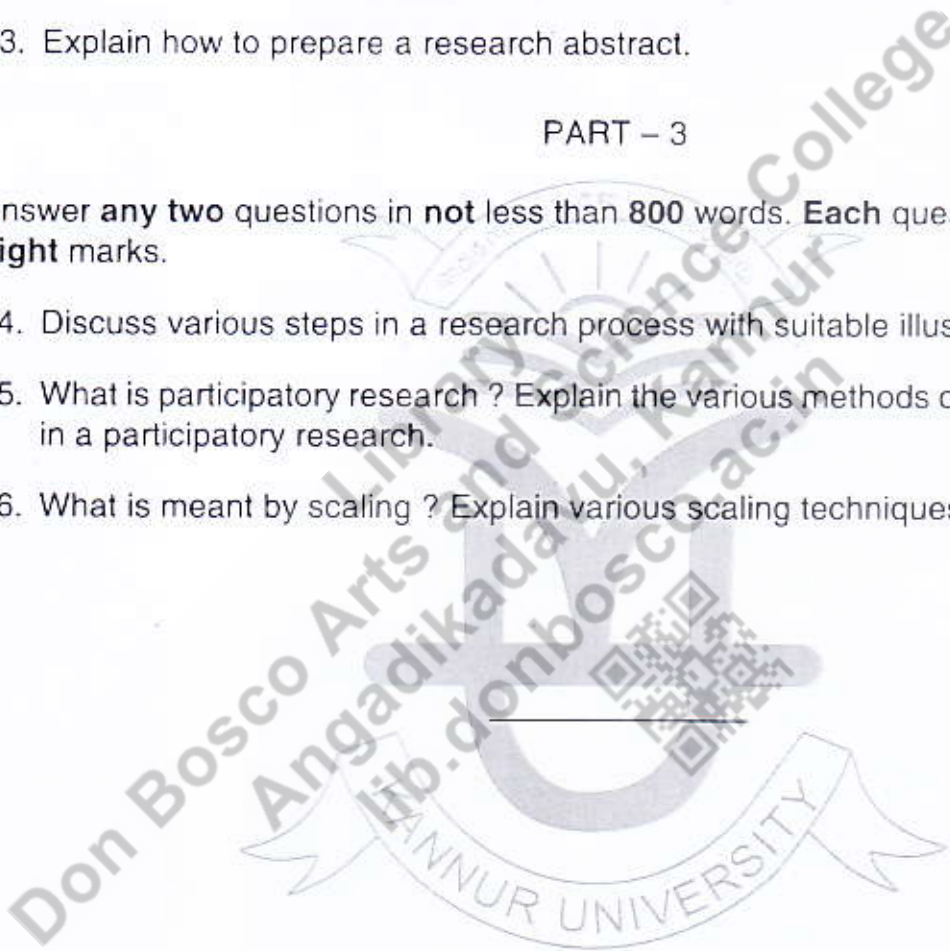 3. Explain how to prepare a research abstract.
PART – 3
nswer any two questions in not less than 800 words. Each que
ight marks.
4. Discuss various steps in a research process with suitable illus
5. What is participatory research ? Explain the various methods o
in a participatory research.
6. What is meant by scaling ? Explain various scaling techniques
Don Bosco Arts and Science College
Angadikadavu, Kannur
Library
lib.donbosco.ac.in
KANNUR UNIVERSITY